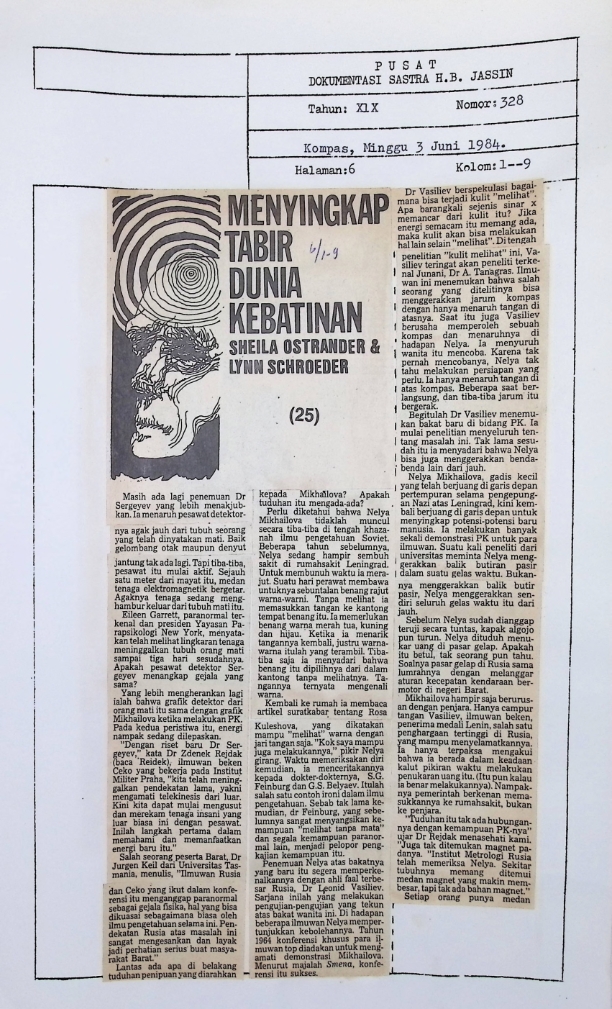 P U S A T
DOKUMENTASI SASTRA H.B. JASSIN
Tahun: XIX
Nomor: 328
Kompas, Minggu 3 Juni 1984.
Halaman:6
Kolom:1--9
MENYINGKAP
TABIR
DUNIA
KEBATINAN
6/1-9
SHEILA OSTRANDER &
LYNN SCHROEDER
(25)
Masih ada lagi penemuan Dr
Sergeyev yang lebih menakjub-
kan. Ia menaruh pesawat detektor-
nya agak jauh dari tubuh seorang
yang telah dinyatakan mati. Baik
gelombang otak maupun denyut
jantung tak ada lagi. Tapi tiba-tiba,
pesawat itu mulai aktif. Sejauh
satu meter dari mayat itu, medan
tenaga elektromagnetik bergetar.
Agaknya tenaga sedang meng-
hambur keluar dari tubuh mati itu.
Eileen Garrett, paranormal ter-
kenal dan presiden Yayasan Pa-
rapsikologi New York, menyata-
kan telah melihat lingkaran tenaga
meninggalkan tubuh orang mati
sampai tiga hari sesudahnya.
Apakah pesawat detektor Ser-
geyev menangkap gejala yang
sama?
Yang lebih mengherankan lagi
ialah bahwa grafik detektor dari
orang mati itu sama dengan grafik
Mikhailova ketika melakukan PK.
Pada kedua peristiwa itu, energi
nampak sedang dilepaskan.
"Dengan riset baru Dr Ser-
geyev," kata Dr Zdenek Rejdak
(baca Reidek), ilmuwan beken
Ceko yang bekerja pada Institut
Militer Praha, "kita telah mening-
galkan pendekatan lama, yakni
mengamati telekinesis dari luar.
Kini kita dapat mulai mengusut
dan merekam tenaga insani yang
luar biasa ini dengan pesawat.
Inilah langkah pertama dalam
memahami dan memanfaatkan
energi baru itu."
Salah seorang peserta Barat, Dr
Jurgen Keil dari Universitas Tas-
mania, menulis, "Ilmuwan Rusia
dan Ceko yang ikut dalam konfe-
rensi itu menganggap paranormal
sebagai gejala fisika, hal yang bisa
dikuasai sebagaimana biasa oleh
ilmu pengetahuan selama ini. Pen-
dekatan Rusia atas masalah ini
sangat mengesankan dan layak
jadi perhatian serius buat masya-
rakat Barat."
Lantas ada apa di belakang
tuduhan penipuan yang diarahkan
kepada Mikhailova? Apakah
tuduhan itu mengada-ada?
Perlu diketahui bahwa Nelya
Mikhailova tidaklah muncul
secara tiba-tiba di tengah khaza-
nah ilmu pengetahuan Soviet.
Beberapa tahun sebelumnya,
Nelya sedang hampir sembuh
sakit di rumahsakit Leningrad.
Untuk membunuh waktu ia mera-
jut. Suatu hari perawat membawa
untuknya sebuntalan benang rajut
warna-warni. Tanpa melihat ia
memasukkan tangan ke kantong
tempat benang itu. Ia memerlukan
benang warna merah tua, kuning
dan hijau. Ketika ia menarik
tangannya kembali, justru warna-
warna itulah yang terambil. Tiba-
tiba saja ia menyadari bahwa
benang itu dipilihnya dari dalam
kantong tanpa melihatnya. Ta-
ngannya ternyata mengenali
warna.
Kembali ke rumah ia membaca
artikel suratkabar tentang Rosa
Kuleshova, yang dikatakan
mampu "melihat" warna dengan
jari tangan saja. "Kok saya mampu
juga melakukannya," pikir Nelya
girang. Waktu memeriksakan diri
kemudian, ia menceritakannya
kepada dokter-dokternya, S.G.
Feinburg dan G.S. Belyaev. Itulah
salah satu contoh ironi dalam ilmu
pengetahuan. Sebab tak lama ke-
mudian, dr Feinburg, yang sebe-
lumnya sangat menyangsikan ke-
mampuan "melihat tanpa mata"
dan segala kemampuan paranor-
mal lain, menjadi pelopor peng-
kajian kemampuan itu.
Penemuan Nelya atas bakatnya
yang baru itu segera memperke-
nalkannya dengan ahli faal terbe-
sar Rusia, Dr Leonid Vasiliev.
Sarjana inilah yang melakukan
pengujian-pengujian yang tekun
atas bakat wanita ini. Di hadapan
beberapa ilmuwan Nelya memper-
tunjukkan kebolehannya. Tahun
1964 konferensi khusus para il-
muwan top diadakan untuk meng-
amati demonstrasi Mikhailova.
Menurut majalah Smena, konfe-
rensi itu sukses.
Dr Vasiliev berspekulasi bagai-
mana bisa terjadi kulit "melihat".
Apa barangkali sejenis sinar x
memancar dari kulit itu? Jika
energi semacam itu memang ada,
maka kulit akan bisa melakukan
hal lain selain "melihat". Di tengah
penelitian "kulit melihat" ini, Va-
siliev teringat akan peneliti terke-
nal Junani, Dr A. Tanagras. Ilmu-
wan ini menemukan bahwa salah
seorang yang ditelitinya bisa
menggerakkan jarum kompas
dengan hanya menaruh tangan di
atasnya. Saat itu juga Vasiliev
berusaha memperoleh sebuah
kompas dan menaruhnya di
hadapan Nelya. Ia menyuruh
wanita itu mencoba. Karena tak
pernah mencobanya, Nelya tak
tahu melakukan persiapan yang
perlu. Ia hanya menaruh tangan di
atas kompas. Beberapa saat ber-
langsung, dan tiba-tiba jarum itu
bergerak.
Begitulah Dr Vasiliev menemu-
kan bakat baru di bidang PK. Ia
mulai penelitian menyeluruh ten-
tang masalah ini. Tak lama sesu-
dah itu ia menyadari bahwa Nelya
bisa juga menggerakkan benda-
benda lain dari jauh.
Nelya Mikhailova, gadis kecil
yang telah berjuang di garis depan
pertempuran selama pengepung-
an Nazi atas Leningrad, kini kem-
bali berjuang di garis depan untuk
menyingkap potensi-potensi baru
manusia. Ia melakukan banyak
sekali demonstrasi PK untuk para
ilmuwan. Suatu kali peneliti dari
universitas meminta Nelya meng-
gerakkan balik butiran pasir
dalam suatu gelas waktu. Bukan-
nya menggerakkan balik butir
pasir, Nelya menggerakkan sen-
diri seluruh gelas waktu itu dari
jauh.
Sebelum Nelya sudah dianggap
teruji secara tuntas, kapak algojo
pun turun. Nelya dituduh menu-
kar uang di pasar gelap. Apakah
itu betul, tak seorang pun tahu.
Soalnya pasar gelap di Rusia sama
lumrahnya dengan melanggar
aturan kecepatan kendaraan ber-
motor di negeri Barat.
Mikhailova hampir saja berurus-
an dengan penjara. Hanya campur
tangan Vasiliev, ilmuwan beken,
penerima medali Lenin, salah satu
penghargaan tertinggi di Rusia,
yang mampu menyelamatkannya.
Ia hanya terpaksa mengakui
bahwa ia berada dalam keadaan
kalut pikiran waktu melakukan
penukaran uang itu. (Itu pun kalau
ia benar melakukannya). Nampak-
nya pemerintah berkenan mema-
sukkannya ke rumahsakit, bukan
ke penjara.
"Tuduhan itu tak ada hubungan-
nya dengan kemampuan PK-nya"
ujar Dr Rejdak menasehati kami.
"Juga tak ditemukan magnet pa-
danya. "Institut Metrologi Rusia
telah memeriksa Nelya. Sekitar
tubuhnya memang ditemui
medan magnet yang makin mem-
besar, tapi tak ada bahan magnet."
Setiap orang punya medan